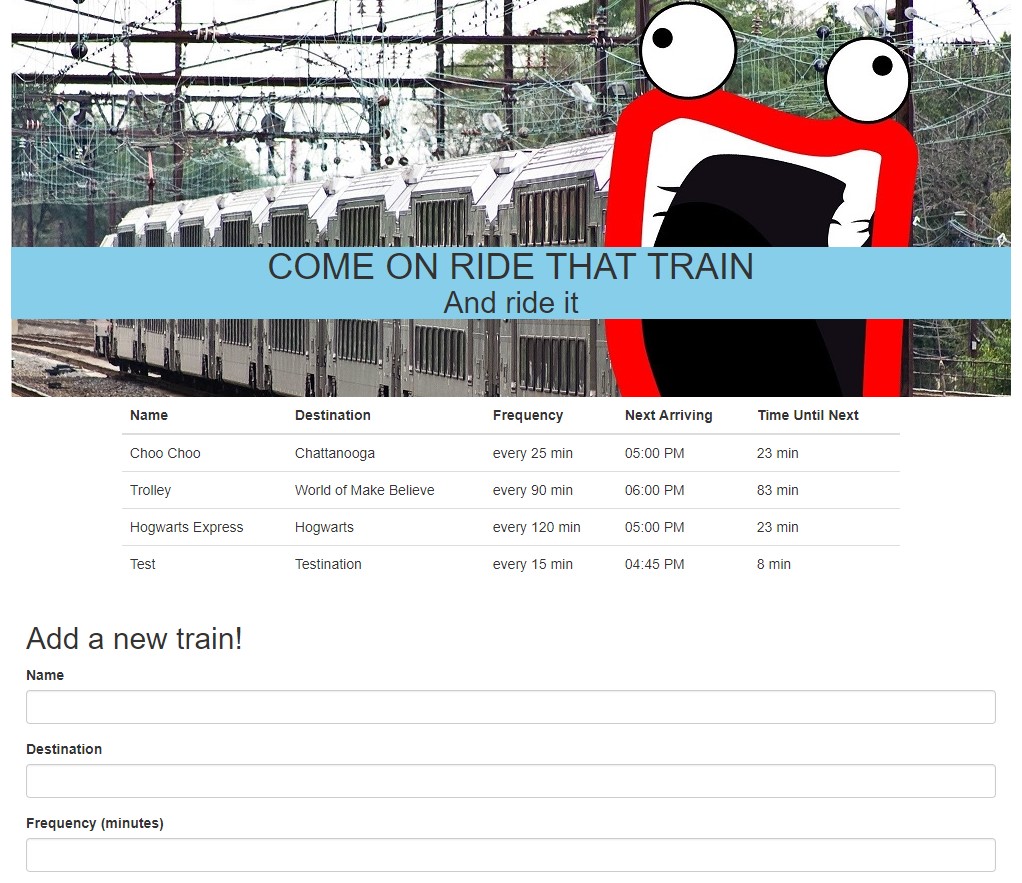 COME ON RIDE THAT TRAIN
And ride it
Name Destination Frequency Next Arriving Time Until Next
Choo Choo Chattanooga every 25 min 05:00 PM 23 min
Trolley World of Make Believe every 90 min 06:00 PM 83 min
Hogwarts Express Hogwarts every 120 min 05:00 PM 23 min
Test Testination every 15 min 04:45 PM 8 min
Add a new train!
Name
Destination
Frequency (minutes)